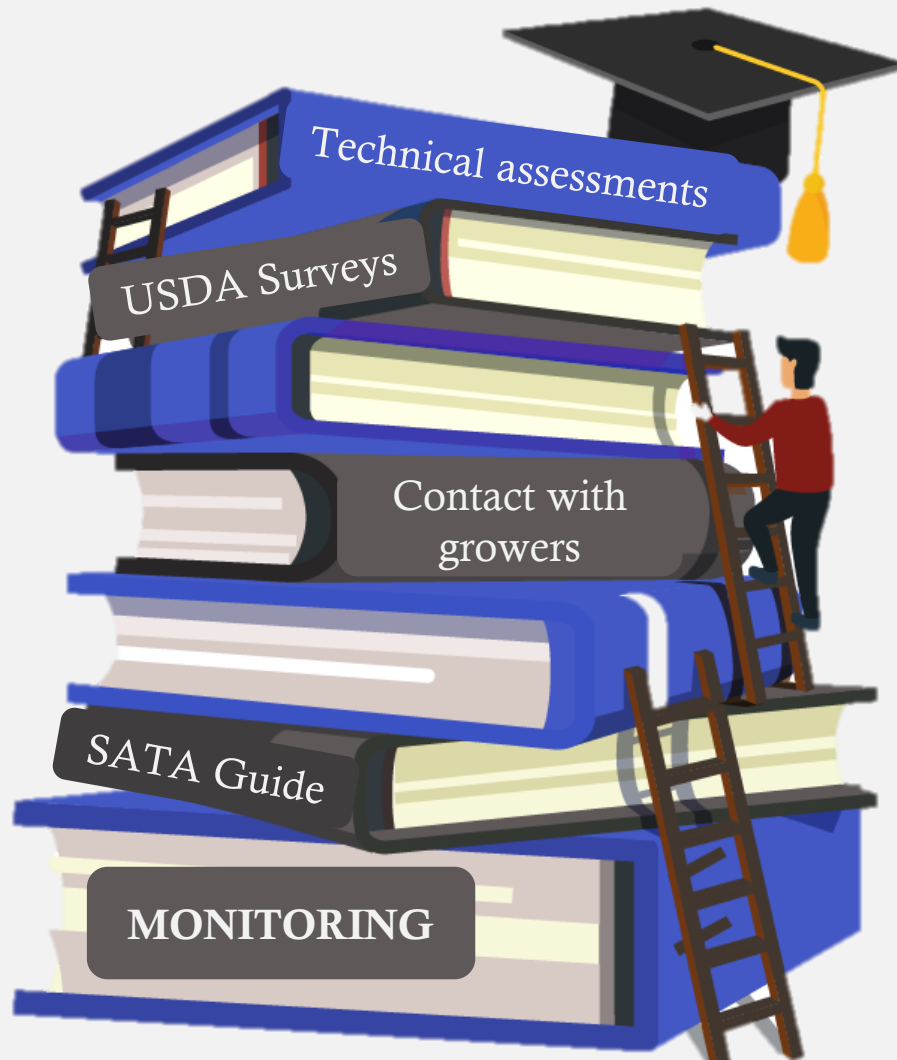 Technical assessments
USDA Surveys
Contact with
growers
SATA Guide
MONITORING